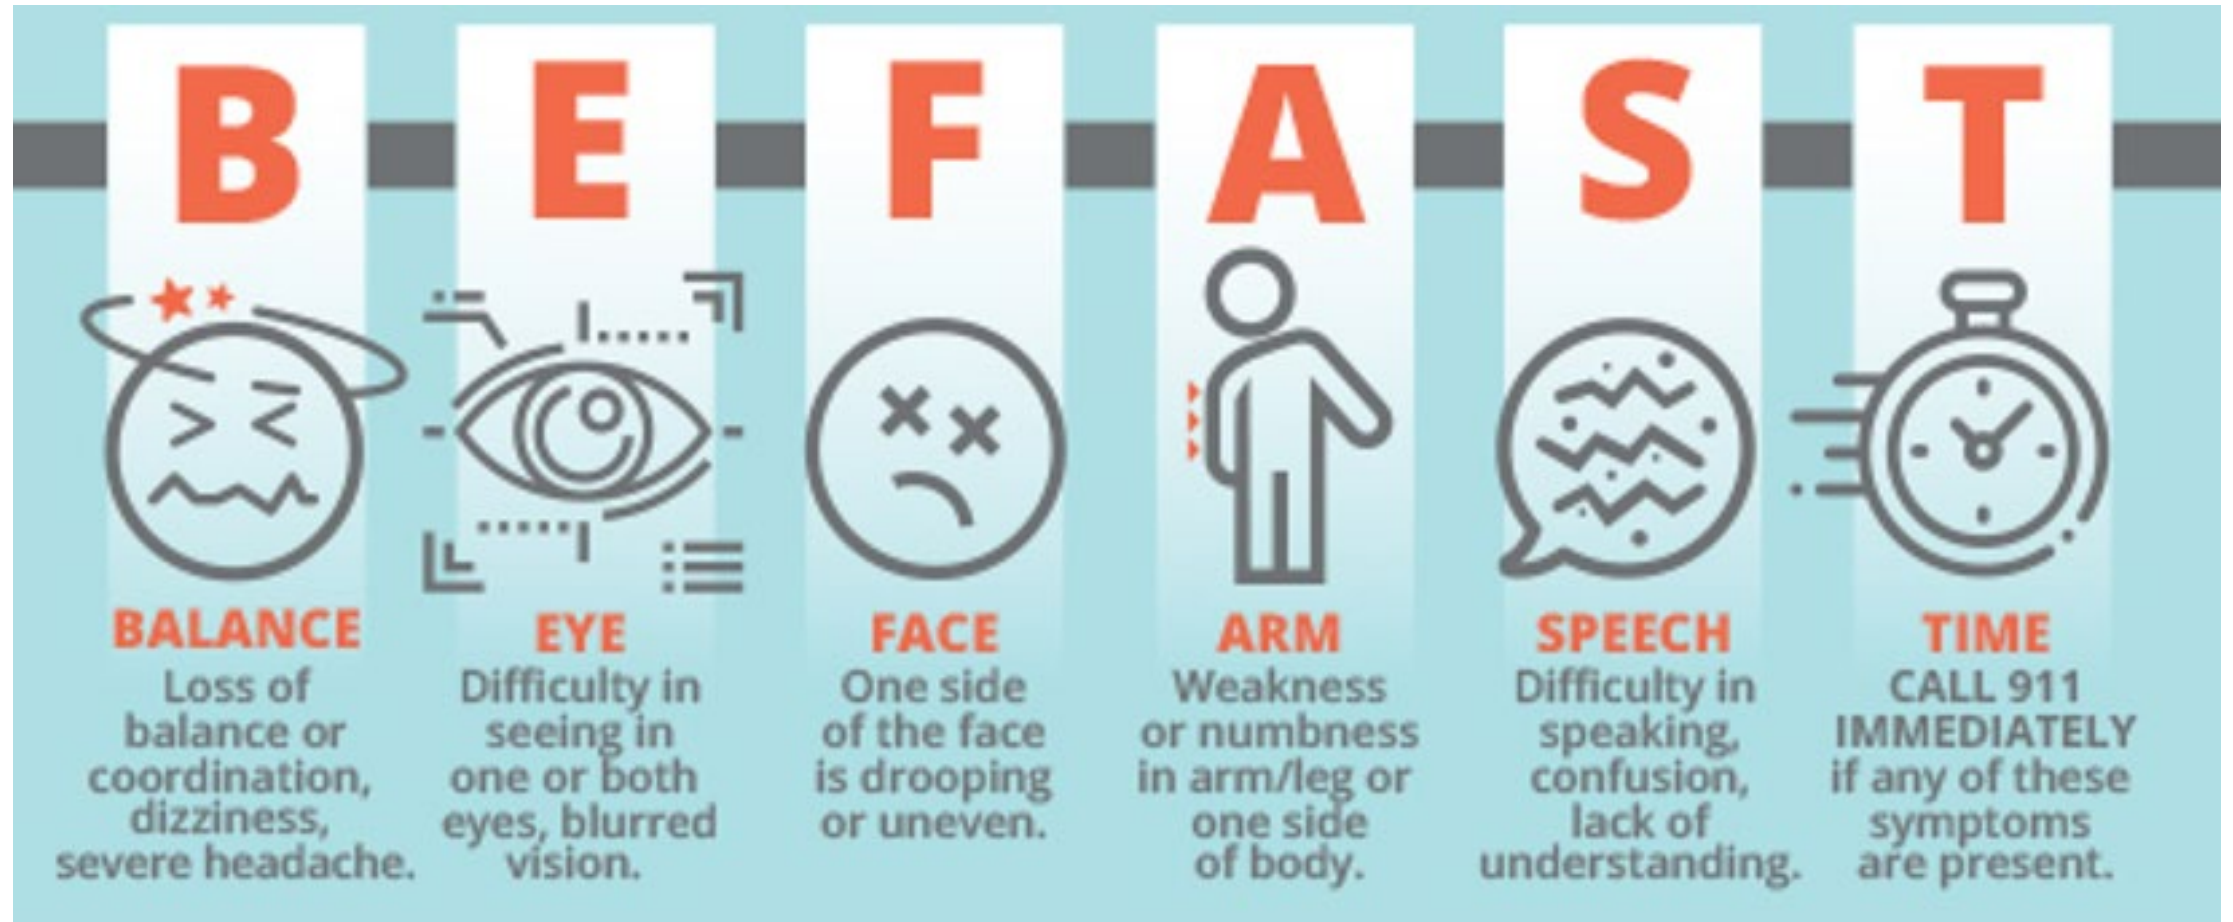 B E F A S T
BALANCE
Loss of
balance or
coordination,
dizziness,
severe headache.
EYE
Difficulty in
seeing in
one or both
eyes, blurred
vision.
FACE
One side
of the face
is drooping
or uneven.
ARM
Weakness
or numbness
in arm/leg or
one side
of body.
SPEECH
Difficulty in
speaking,
confusion,
lack of
understanding.
TIME
CALL 911
IMMEDIATELY
if any of these
symptoms
are present.